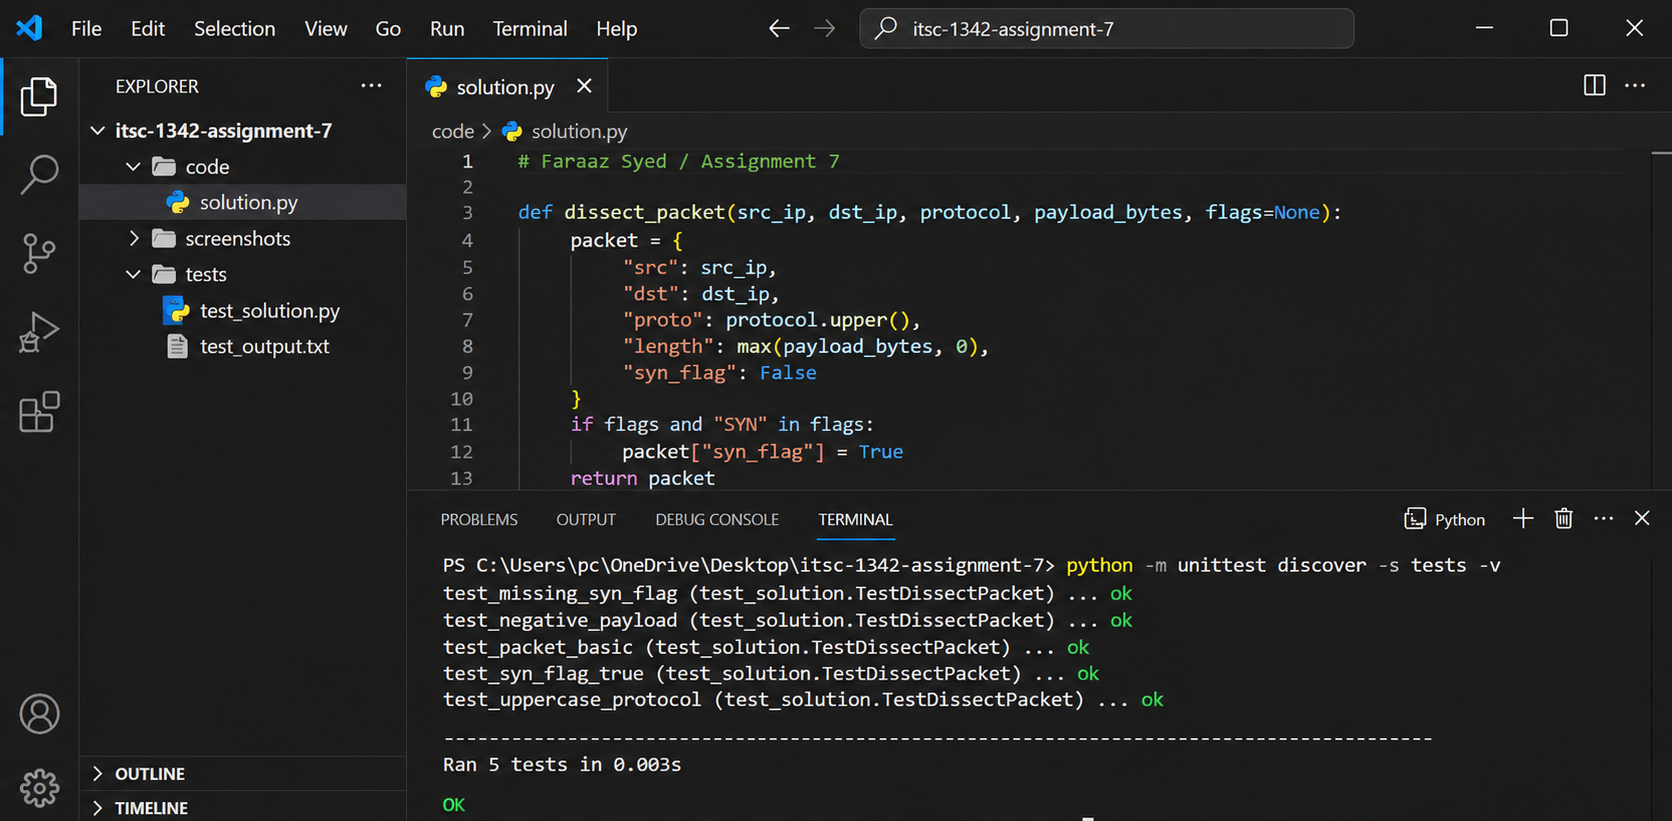 File Edit Selection View Go Run Terminal Help itsc-1342-assignment-7
EXPLORER
itsc-1342-assignment-7
code
solution.py
screenshots
tests
test_solution.py
test_output.txt
OUTLINE
TIMELINE
solution.py
code > solution.py
1 # Faraaz Syed / Assignment 7
2
3 def dissect_packet(src_ip, dst_ip, protocol, payload_bytes, flags=None):
4 packet = {
5 "src": src_ip,
6 "dst": dst_ip,
7 "proto": protocol.upper(),
8 "length": max(payload_bytes, 0),
9 "syn_flag": False
10 }
11 if flags and "SYN" in flags:
12 packet["syn_flag"] = True
13 return packet
PROBLEMS OUTPUT DEBUG CONSOLE TERMINAL Python
PS C:\Users\pc\OneDrive\Desktop\itsc-1342-assignment-7> python -m unittest discover -s tests -v
test_missing_syn_flag (test_solution.TestDissectPacket) ... ok
test_negative_payload (test_solution.TestDissectPacket) ... ok
test_packet_basic (test_solution.TestDissectPacket) ... ok
test_syn_flag_true (test_solution.TestDissectPacket) ... ok
test_uppercase_protocol (test_solution.TestDissectPacket) ... ok
--------------------------------------------------------------------------------------
Ran 5 tests in 0.003s
OK